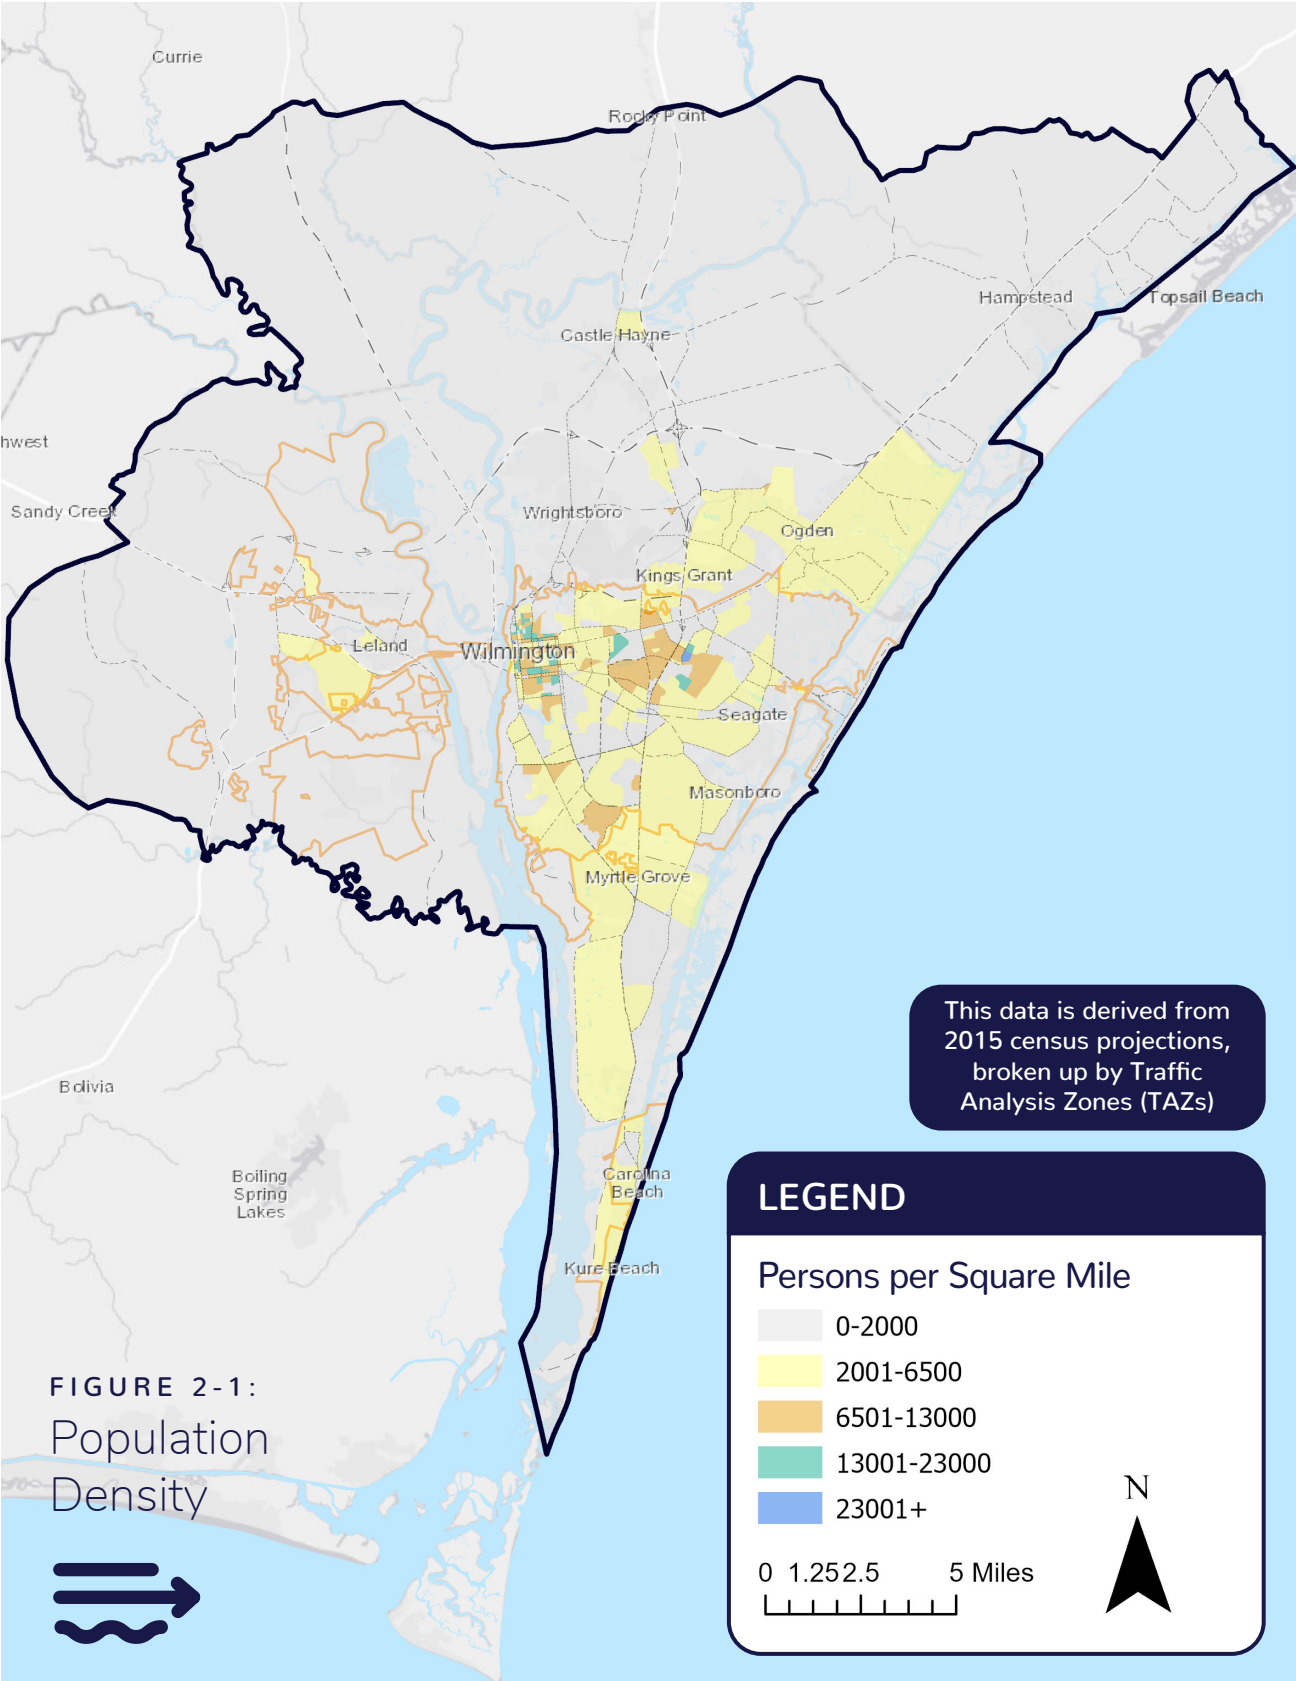 Currie
Rocky Point
Hampstead
Topsail Beach
Castle Hayne
hwest
Sandy Creek
Wrightsboro
Ogden
Kings Grant
Leland
Wilmington
Seagate
Masonboro
Myrtle Grove
This data is derived from
2015 census projections,
broken up by Traffic
Analysis Zones (TAZs)
Bolivia
Boiling
Spring
Lakes
Carolina
Beach
Kure Beach
LEGEND
Persons per Square Mile
0-2000
2001-6500
6501-13000
13001-23000
23001+
0 1.25 2.5 5 Miles
N
FIGURE 2-1:
Population
Density